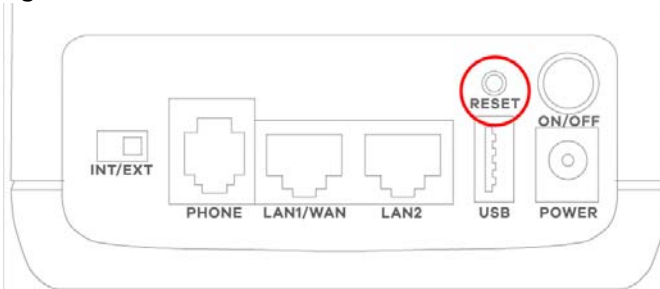 RESET
ON/OFF
INT/EXT
PHONE LAN1/WAN LAN2 USB POWER